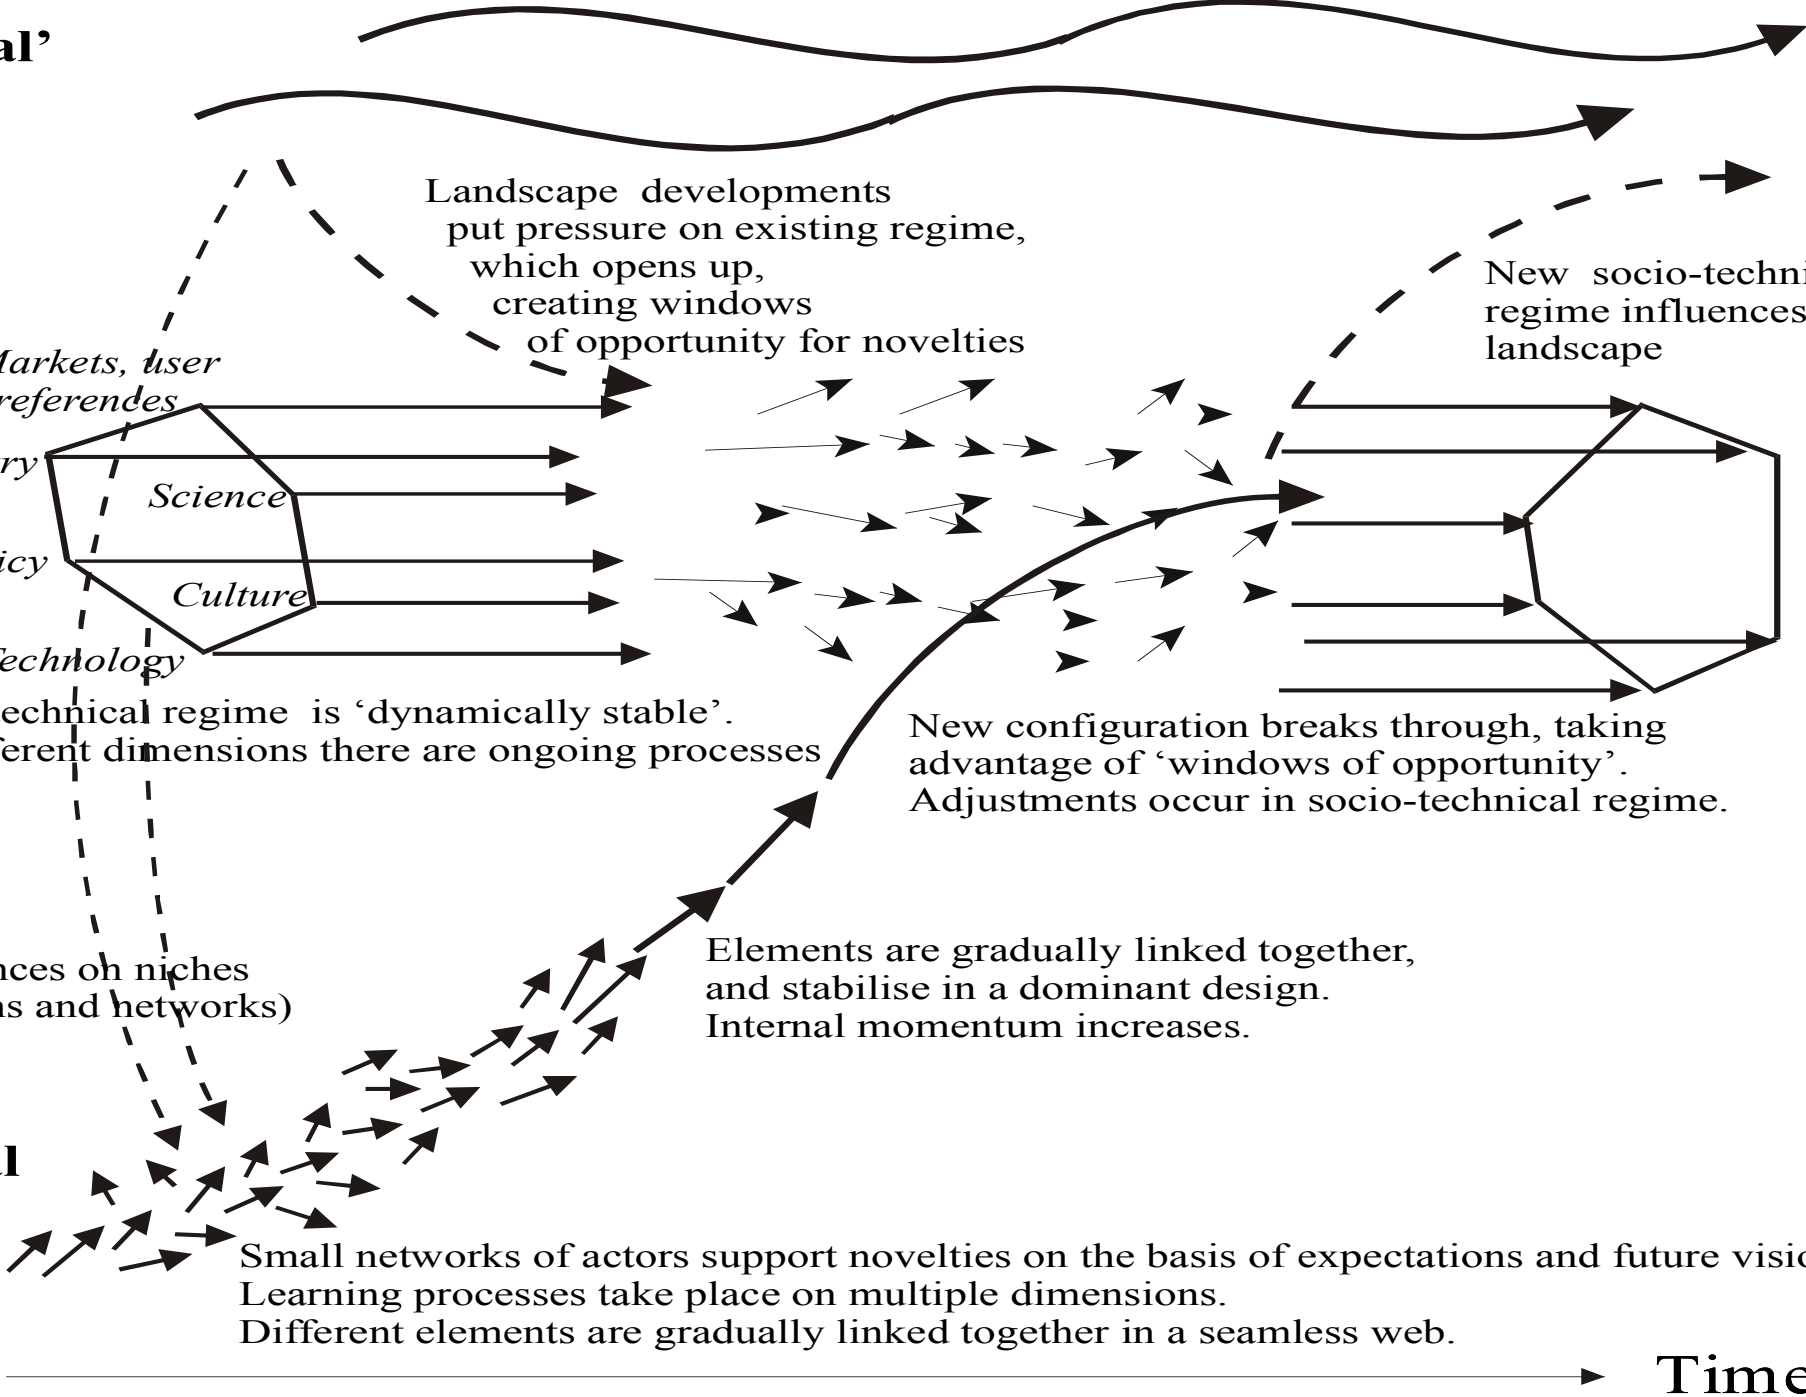 al’
Landscape developments
put pressure on existing regime,
which opens up,
creating windows
of opportunity for novelties
New socio-techni
regime influences
landscape
Markets, user
references
ry
Science
icy
Culture
Technology
echnical regime is ‘dynamically stable’.
ferent dimensions there are ongoing processes
New configuration breaks through, taking
advantage of ‘windows of opportunity’.
Adjustments occur in socio-technical regime.
Elements are gradually linked together,
and stabilise in a dominant design.
Internal momentum increases.
nces on niches
ns and networks)
al
Small networks of actors support novelties on the basis of expectations and future visio
Learning processes take place on multiple dimensions.
Different elements are gradually linked together in a seamless web.
Time